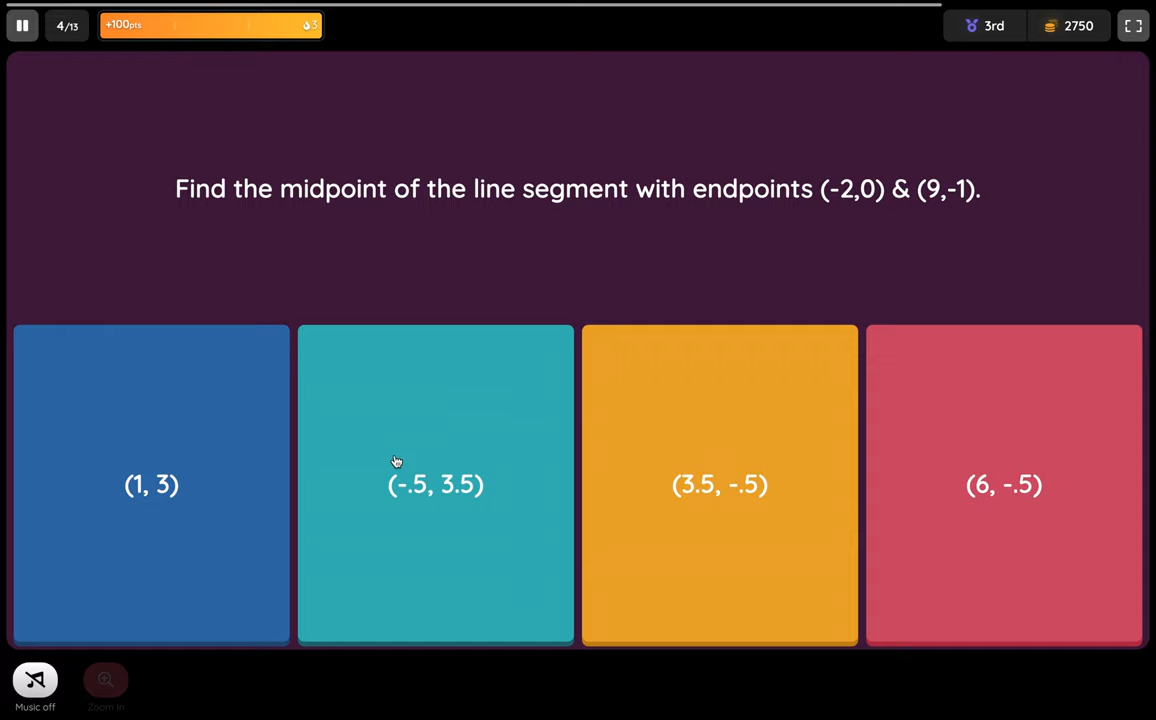 4/13
+100pts
3
3rd
2750
Find the midpoint of the line segment with endpoints (-2,0) & (9,-1).
(1, 3)
(-.5, 3.5)
(3.5, -.5)
(6, -.5)
Music off
Zoom In